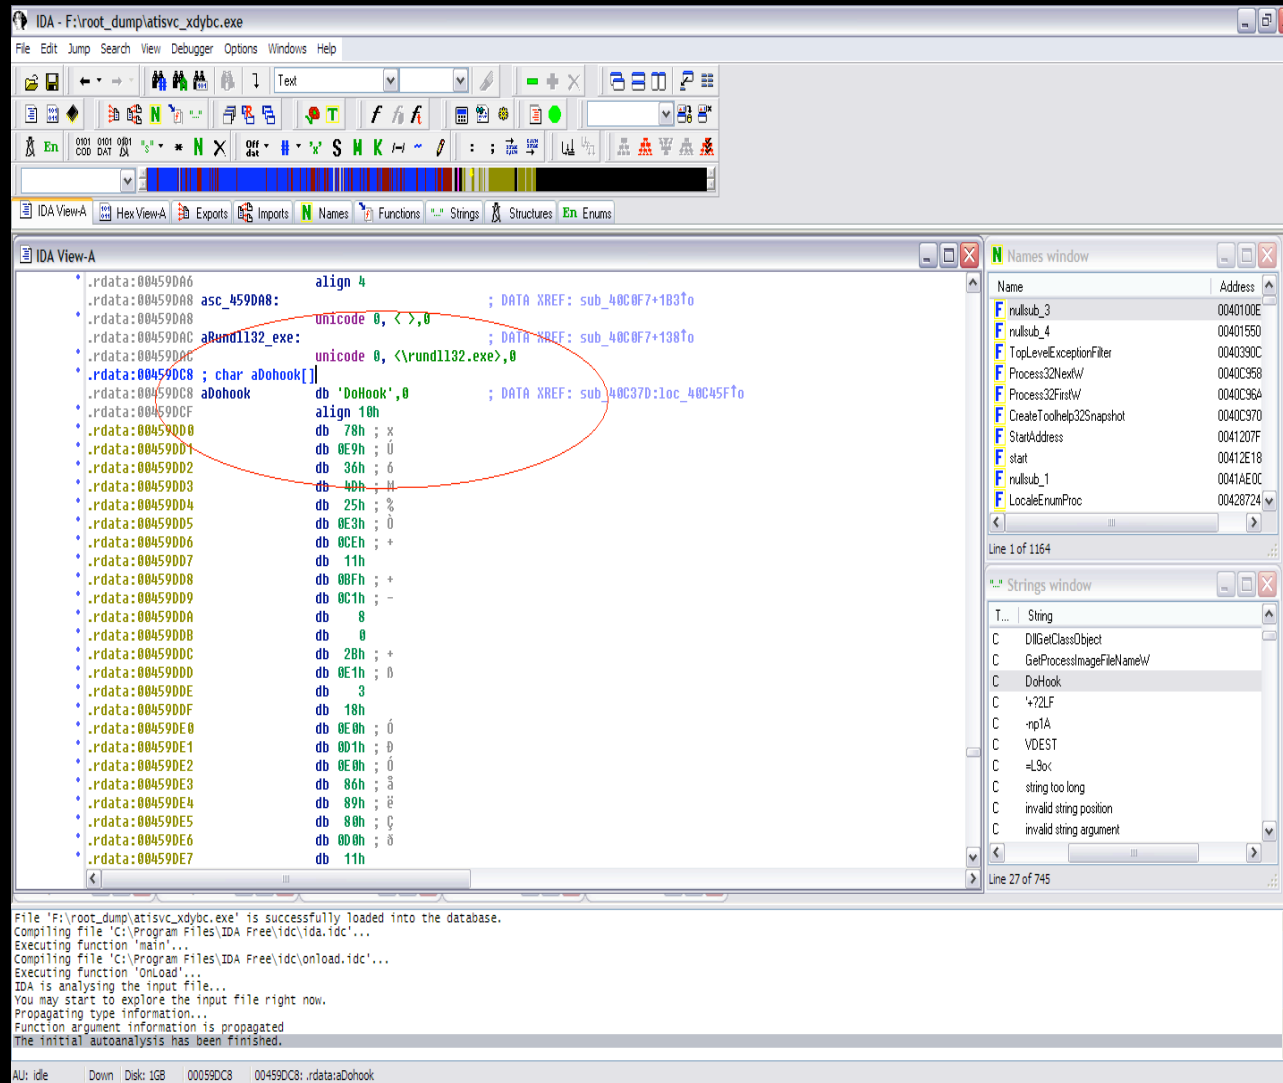 IDA - F:\root_dump\atisvc_xdybc.exe
File Edit Jump Search View Debugger Options Windows Help
Text
En
IDA View-A Hex View-A Exports Imports N Names Functions Strings Structures En Enums
IDA View-A
.rdata:00459DA6 align 4
.rdata:00459DA8 asc_459DA8: ; DATA XREF: sub_40C0F7+1B3↑o
.rdata:00459DA8 unicode 0, < >,0
.rdata:00459DAC aRundll32_exe: ; DATA XREF: sub_40C0F7+138↑o
.rdata:00459DAC unicode 0, <\rundll32.exe>,0
.rdata:00459DC8 ; char aDohook[]
.rdata:00459DC8 aDohook db 'DoHook',0 ; DATA XREF: sub_40C37D:loc_40C45F↑o
.rdata:00459DCF align 10h
.rdata:00459DD0 db 78h ; x
.rdata:00459DD1 db 0E9h ; Ú
.rdata:00459DD2 db 36h ; 6
.rdata:00459DD3 db 4Dh ; M
.rdata:00459DD4 db 25h ; %
.rdata:00459DD5 db 0E3h ; Ò
.rdata:00459DD6 db 0CEh ; +
.rdata:00459DD7 db 11h
.rdata:00459DD8 db 0BFh ; +
.rdata:00459DD9 db 0C1h ; -
.rdata:00459DDA db 8
.rdata:00459DDB db 0
.rdata:00459DDC db 2Bh ; +
.rdata:00459DDD db 0E1h ; ß
.rdata:00459DDE db 3
.rdata:00459DDF db 18h
.rdata:00459DE0 db 0E0h ; Ó
.rdata:00459DE1 db 0D1h ; Ð
.rdata:00459DE2 db 0E0h ; Ó
.rdata:00459DE3 db 86h ; å
.rdata:00459DE4 db 89h ; ë
.rdata:00459DE5 db 80h ; Ç
.rdata:00459DE6 db 0D0h ; ð
.rdata:00459DE7 db 11h
Names window
Name Address
F nullsub_3 0040100E
F nullsub_4 00401550
F TopLevelExceptionFilter 0040390C
F Process32NextW 0040C958
F Process32FirstW 0040C96A
F CreateToolhelp32Snapshot 0040C970
F StartAddress 0041207F
F start 00412E18
F nullsub_1 0041AE0C
F LocaleEnumProc 00428724
Line 1 of 1164
Strings window
T... String
C DllGetClassObject
C GetProcessImageFileNameW
C DoHook
C '+?2LF
C -np1A
C VDEST
C =L9o<
C string too long
C invalid string position
C invalid string argument
Line 27 of 745
File 'F:\root_dump\atisvc_xdybc.exe' is successfully loaded into the database.
Compiling file 'C:\Program Files\IDA Free\idc\ida.idc'...
Executing function 'main'...
Compiling file 'C:\Program Files\IDA Free\idc\onload.idc'...
Executing function 'OnLoad'...
IDA is analysing the input file...
You may start to explore the input file right now.
Propagating type information...
Function argument information is propagated
The initial autoanalysis has been finished.
AU: idle Down Disk: 1GB 00059DC8 00459DC8: .rdata:aDohook